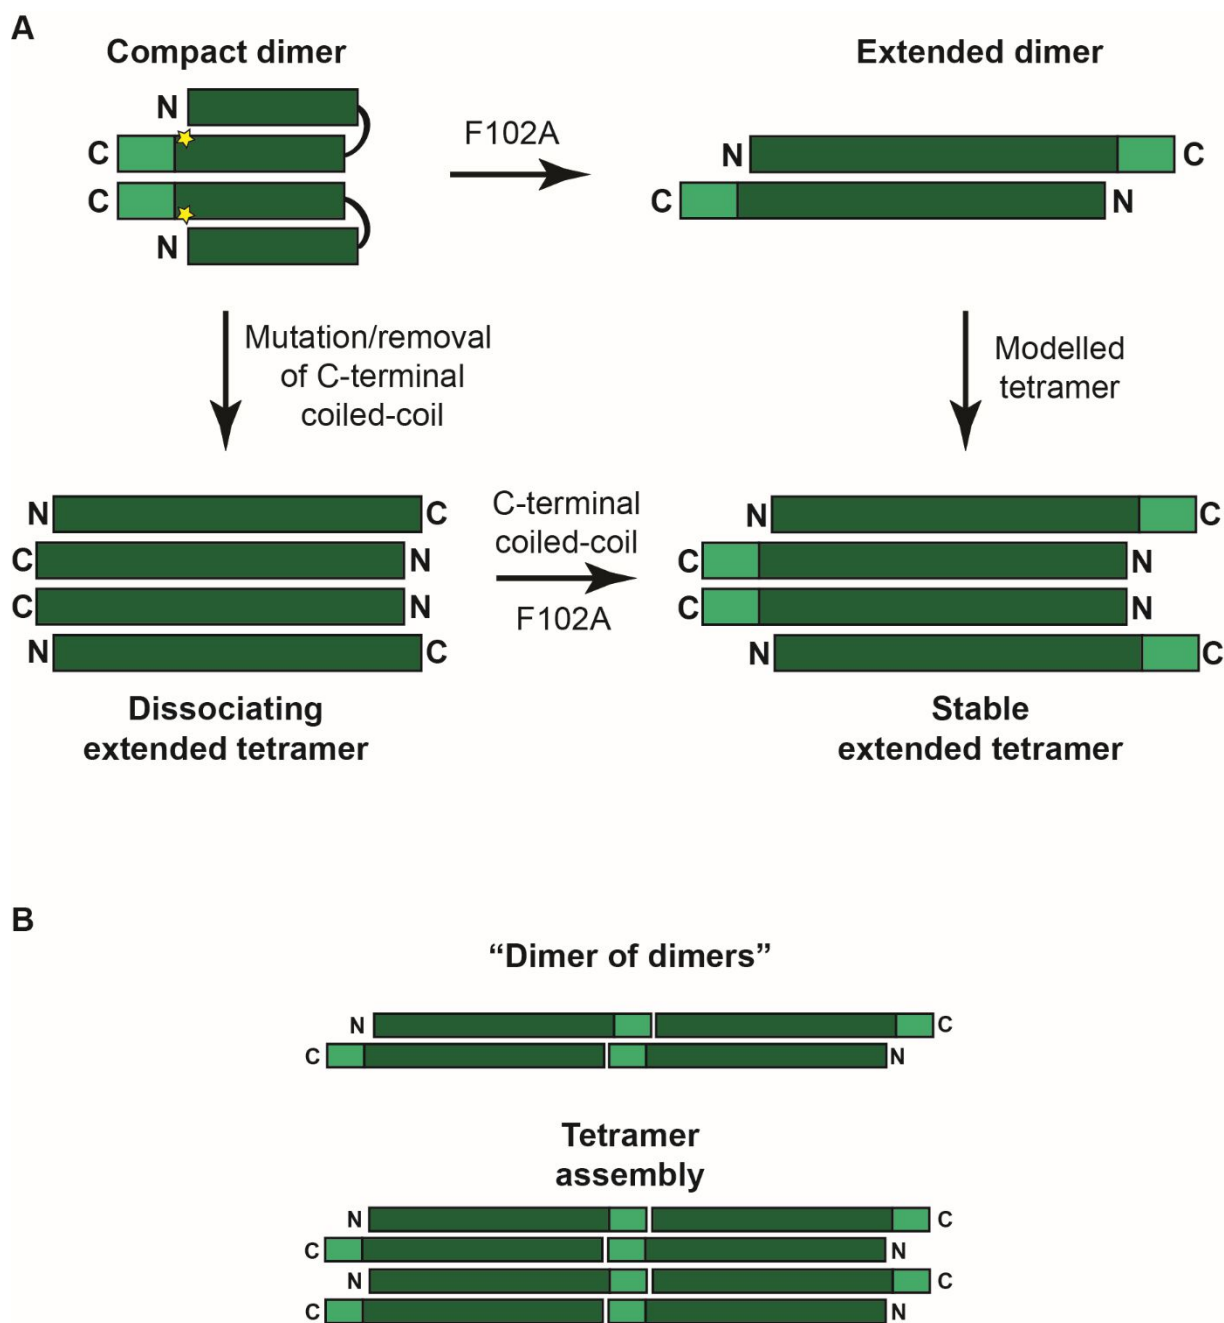 A
Compact dimer
Extended dimer
N
C
C
N
F102A
N
C
C
N
Mutation/removal
of C-terminal
coiled-coil
Modelled
tetramer
N
C
C
N
C
N
N
C
C-terminal
coiled-coil
F102A
N
C
C
N
C
N
N
C
Dissociating
extended tetramer
Stable
extended tetramer
B
“Dimer of dimers”
N
C
C
N
Tetramer
assembly
N
C
C
N
N
C
C
N